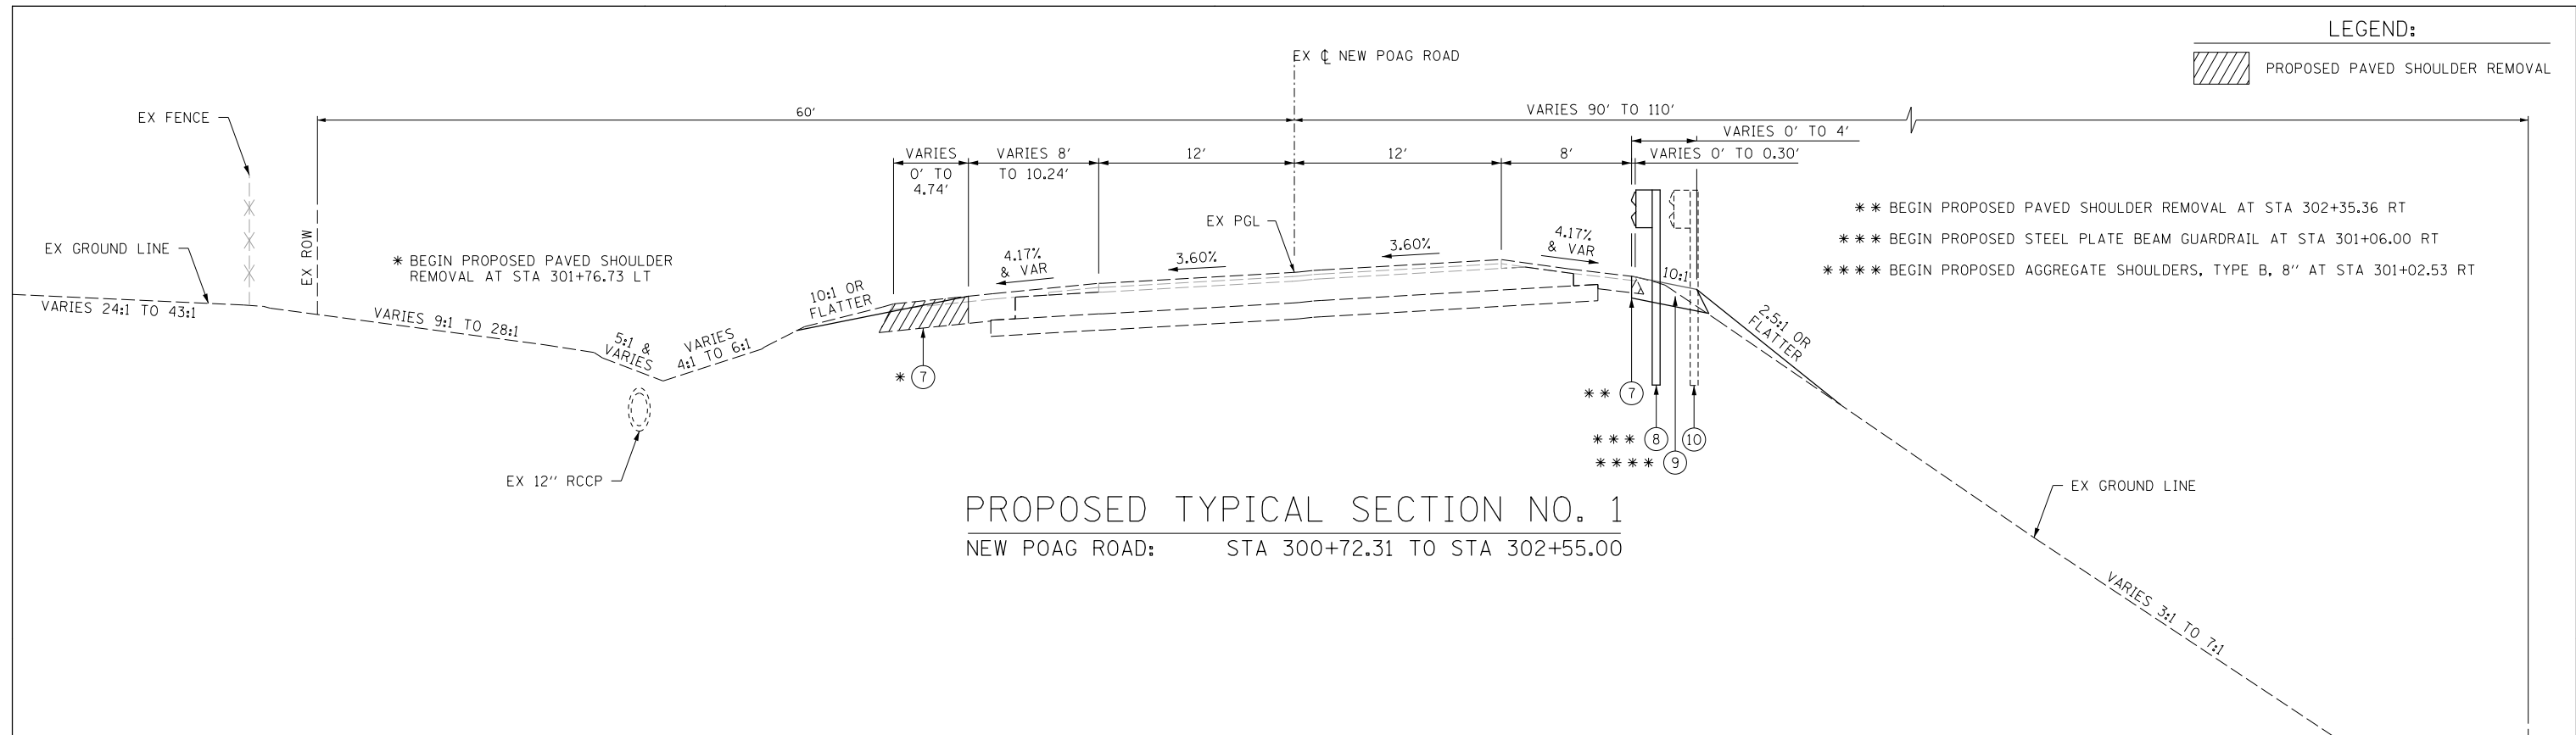 LEGEND:
PROPOSED PAVED SHOULDER REMOVAL
EX ℄ NEW POAG ROAD
EX FENCE
60'
VARIES 90' TO 110'
VARIES 0' TO 4'
VARIES
0' TO
4.74'
VARIES 8'
TO 10.24'
12'
12'
8'
VARIES 0' TO 0.30'
EX GROUND LINE
EX ROW
* BEGIN PROPOSED PAVED SHOULDER
REMOVAL AT STA 301+76.73 LT
EX PGL
** BEGIN PROPOSED PAVED SHOULDER REMOVAL AT STA 302+35.36 RT
*** BEGIN PROPOSED STEEL PLATE BEAM GUARDRAIL AT STA 301+06.00 RT
**** BEGIN PROPOSED AGGREGATE SHOULDERS, TYPE B, 8'' AT STA 301+02.53 RT
VARIES 24:1 TO 43:1
VARIES 9:1 TO 28:1
5:1 &
VARIES
VARIES
4:1 TO 6:1
10:1 OR
FLATTER
4.17%
& VAR
3.60%
3.60%
4.17%
& VAR
10:1
2.5:1 OR
FLATTER
* 7
** 7
*** 8
10
**** 9
EX 12'' RCCP
EX GROUND LINE
VARIES 3:1 TO 7:1
PROPOSED TYPICAL SECTION NO. 1
NEW POAG ROAD: STA 300+72.31 TO STA 302+55.00